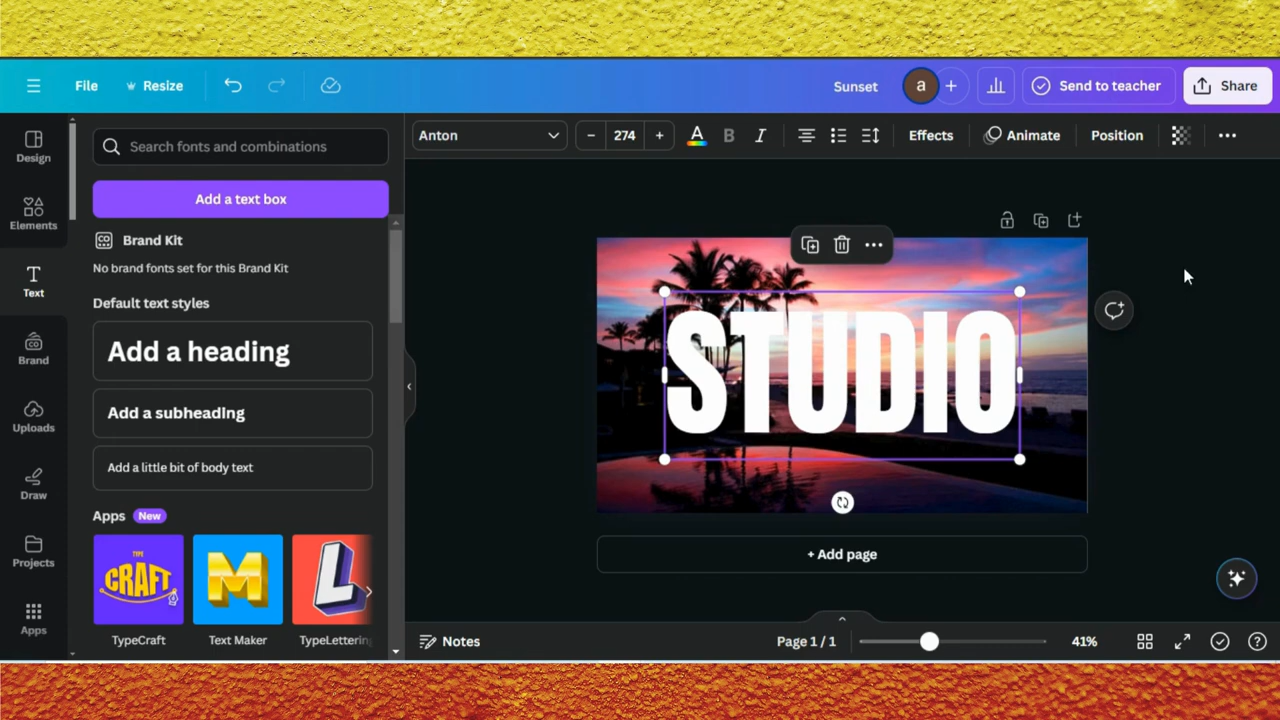 File
Resize
Sunset
a
Send to teacher
Share
Design
Elements
Text
Brand
Uploads
Draw
Projects
Apps
Search fonts and combinations
Add a text box
Brand Kit
No brand fonts set for this Brand Kit
Default text styles
Add a heading
Add a subheading
Add a little bit of body text
Apps New
TYPE
CRAFT
M
L
TypeCraft
Text Maker
TypeLettering
Anton
274
A
B
I
Effects
Animate
Position
STUDIO
+ Add page
Notes
Page 1 / 1
41%